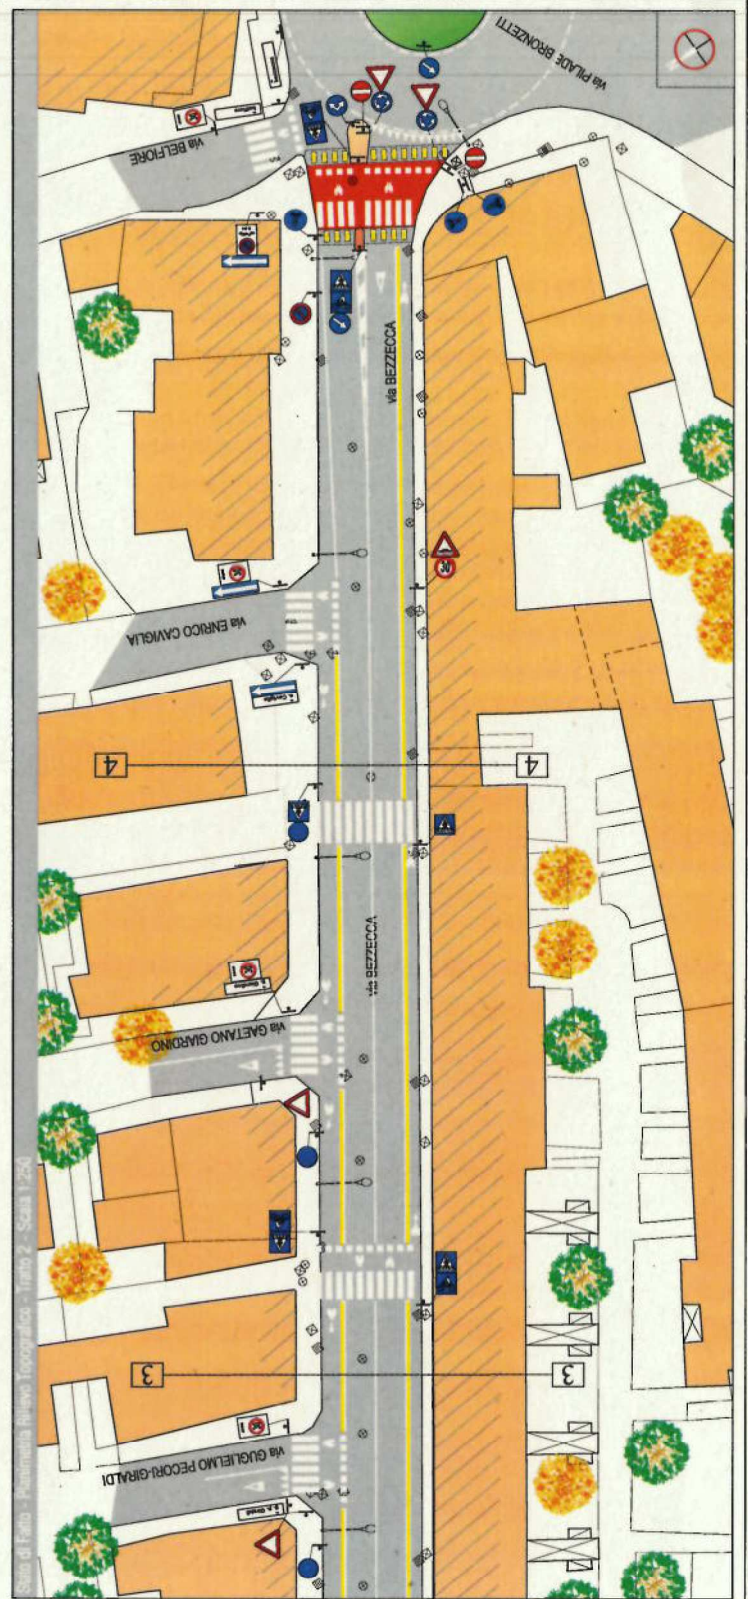 via PILADE BRONZETTI
via BELFIORE
via BEZZECCA
30
via ENRICO CAVIGLIA
4
4
via BEZZECCA
via GAETANO GIARDINO
3
3
via GUGLIELMO PECORI-GIRALDI
Stato di Fatto - Planimetria Rilievo Topografico - Tratto 2 - Scala 1:250